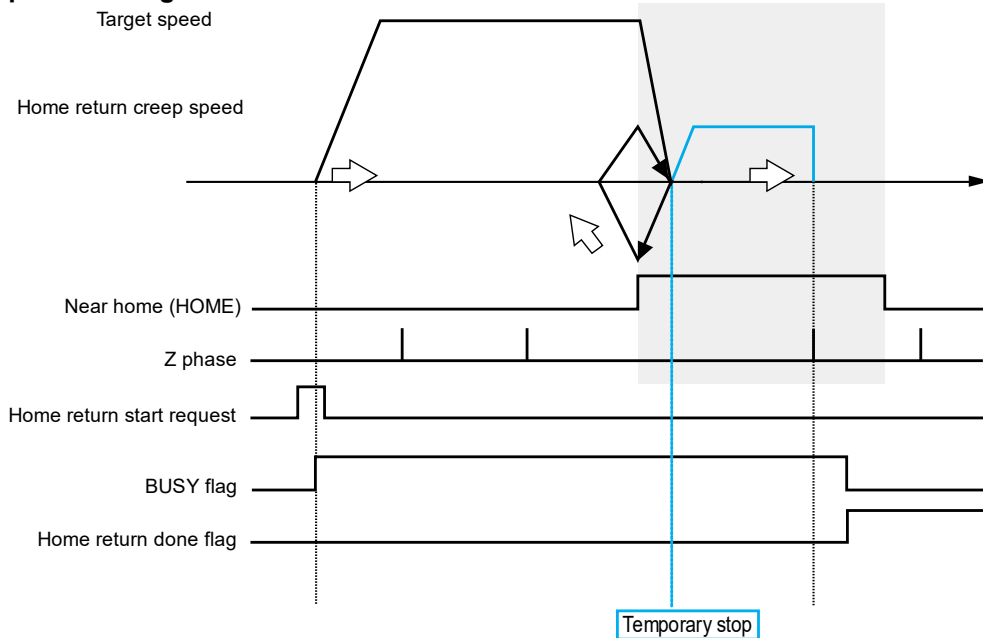 Target speed
Home return creep speed
Near home (HOME)
Z phase
Home return start request
BUSY flag
Home return done flag
Temporary stop